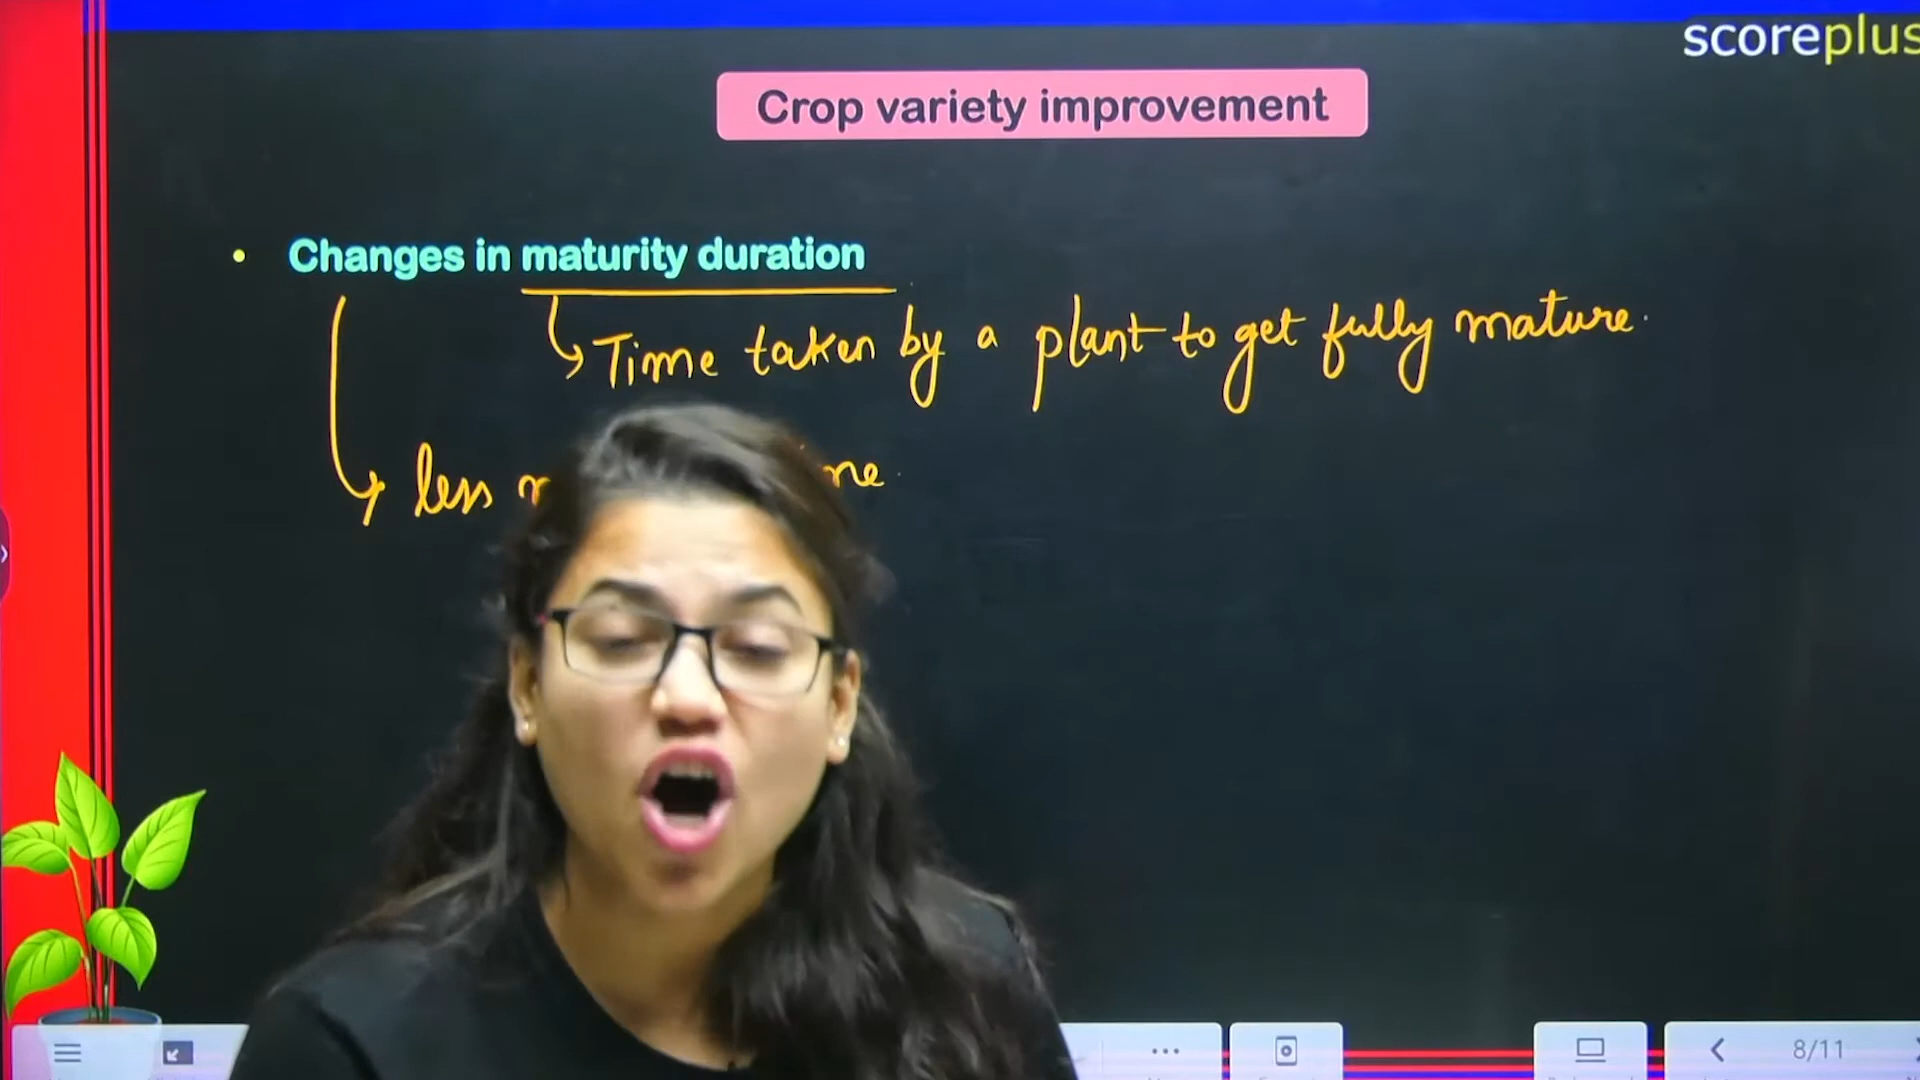 scoreplus
Crop variety improvement
• Changes in maturity duration
Time taken by a plant to get fully mature.
less
8/11